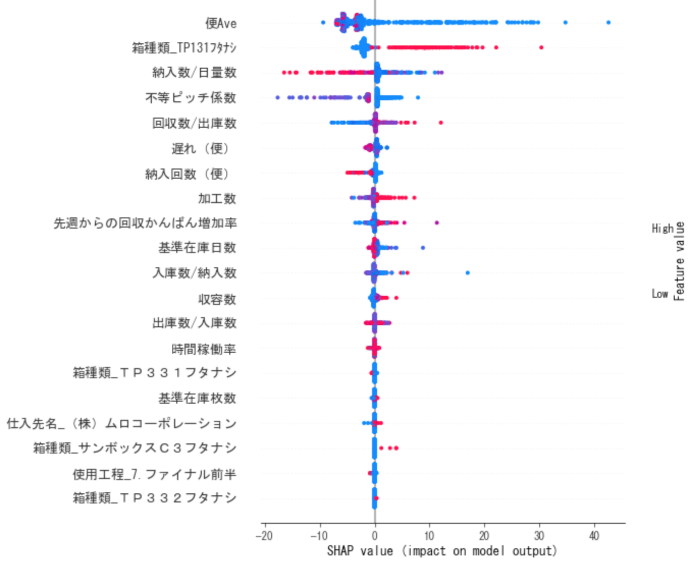 便Ave
箱種類_TP131フタナシ
納入数/日量数
不等ピッチ係数
回収数/出庫数
遅れ（便）
納入回数（便）
加工数
先週からの回収かんばん増加率
基準在庫日数
入庫数/納入数
収容数
出庫数/入庫数
時間稼働率
箱種類_ＴＰ３３１フタナシ
基準在庫枚数
仕入先名_（株）ムロコーポレーション
箱種類_サンボックスＣ３フタナシ
使用工程_7.ファイナル前半
箱種類_ＴＰ３３２フタナシ
−20 −10 0 10 20 30 40
SHAP value (impact on model output)
High
Low
Feature value